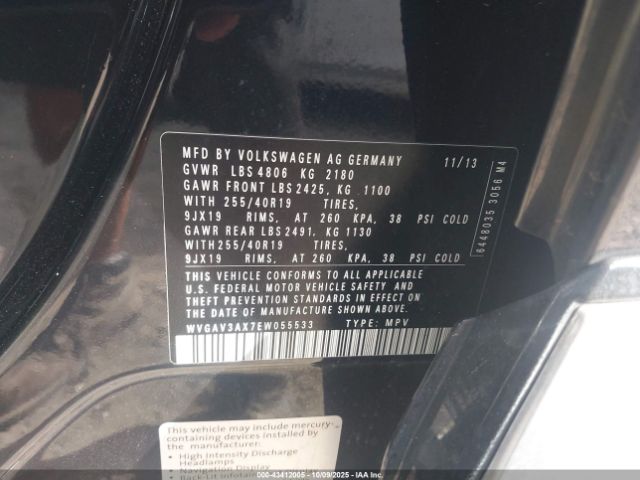 MFD BY VOLKSWAGEN AG GERMANY 11/13
GVWR LBS 4806 KG 2180
GAWR FRONT LBS 2425, KG 1100
WITH 255/40R19 TIRES,
9JX19 RIMS, AT 260 KPA, 38 PSI COLD
GAWR REAR LBS 2491, KG 1130
WITH 255/40R19 TIRES,
9JX19 RIMS, AT 260 KPA, 38 PSI COLD
THIS VEHICLE CONFORMS TO ALL APPLICABLE
U.S. FEDERAL MOTOR VEHICLE SAFETY AND
THEFT PREVENTION STANDARDS IN EFFECT ON
THE DATE OF MANUFACTURE SHOWN ABOVE
WVGAV3AX7EW055533 TYPE: MPV
6448035 3056 M4
This vehicle may include mercury-
containing devices installed by
the manufacturer:
• High Intensity Discharge
Headlamps
• Navigation Display
• Back-Lit
000-43412005 - 10/09/2025 - IAA Inc.